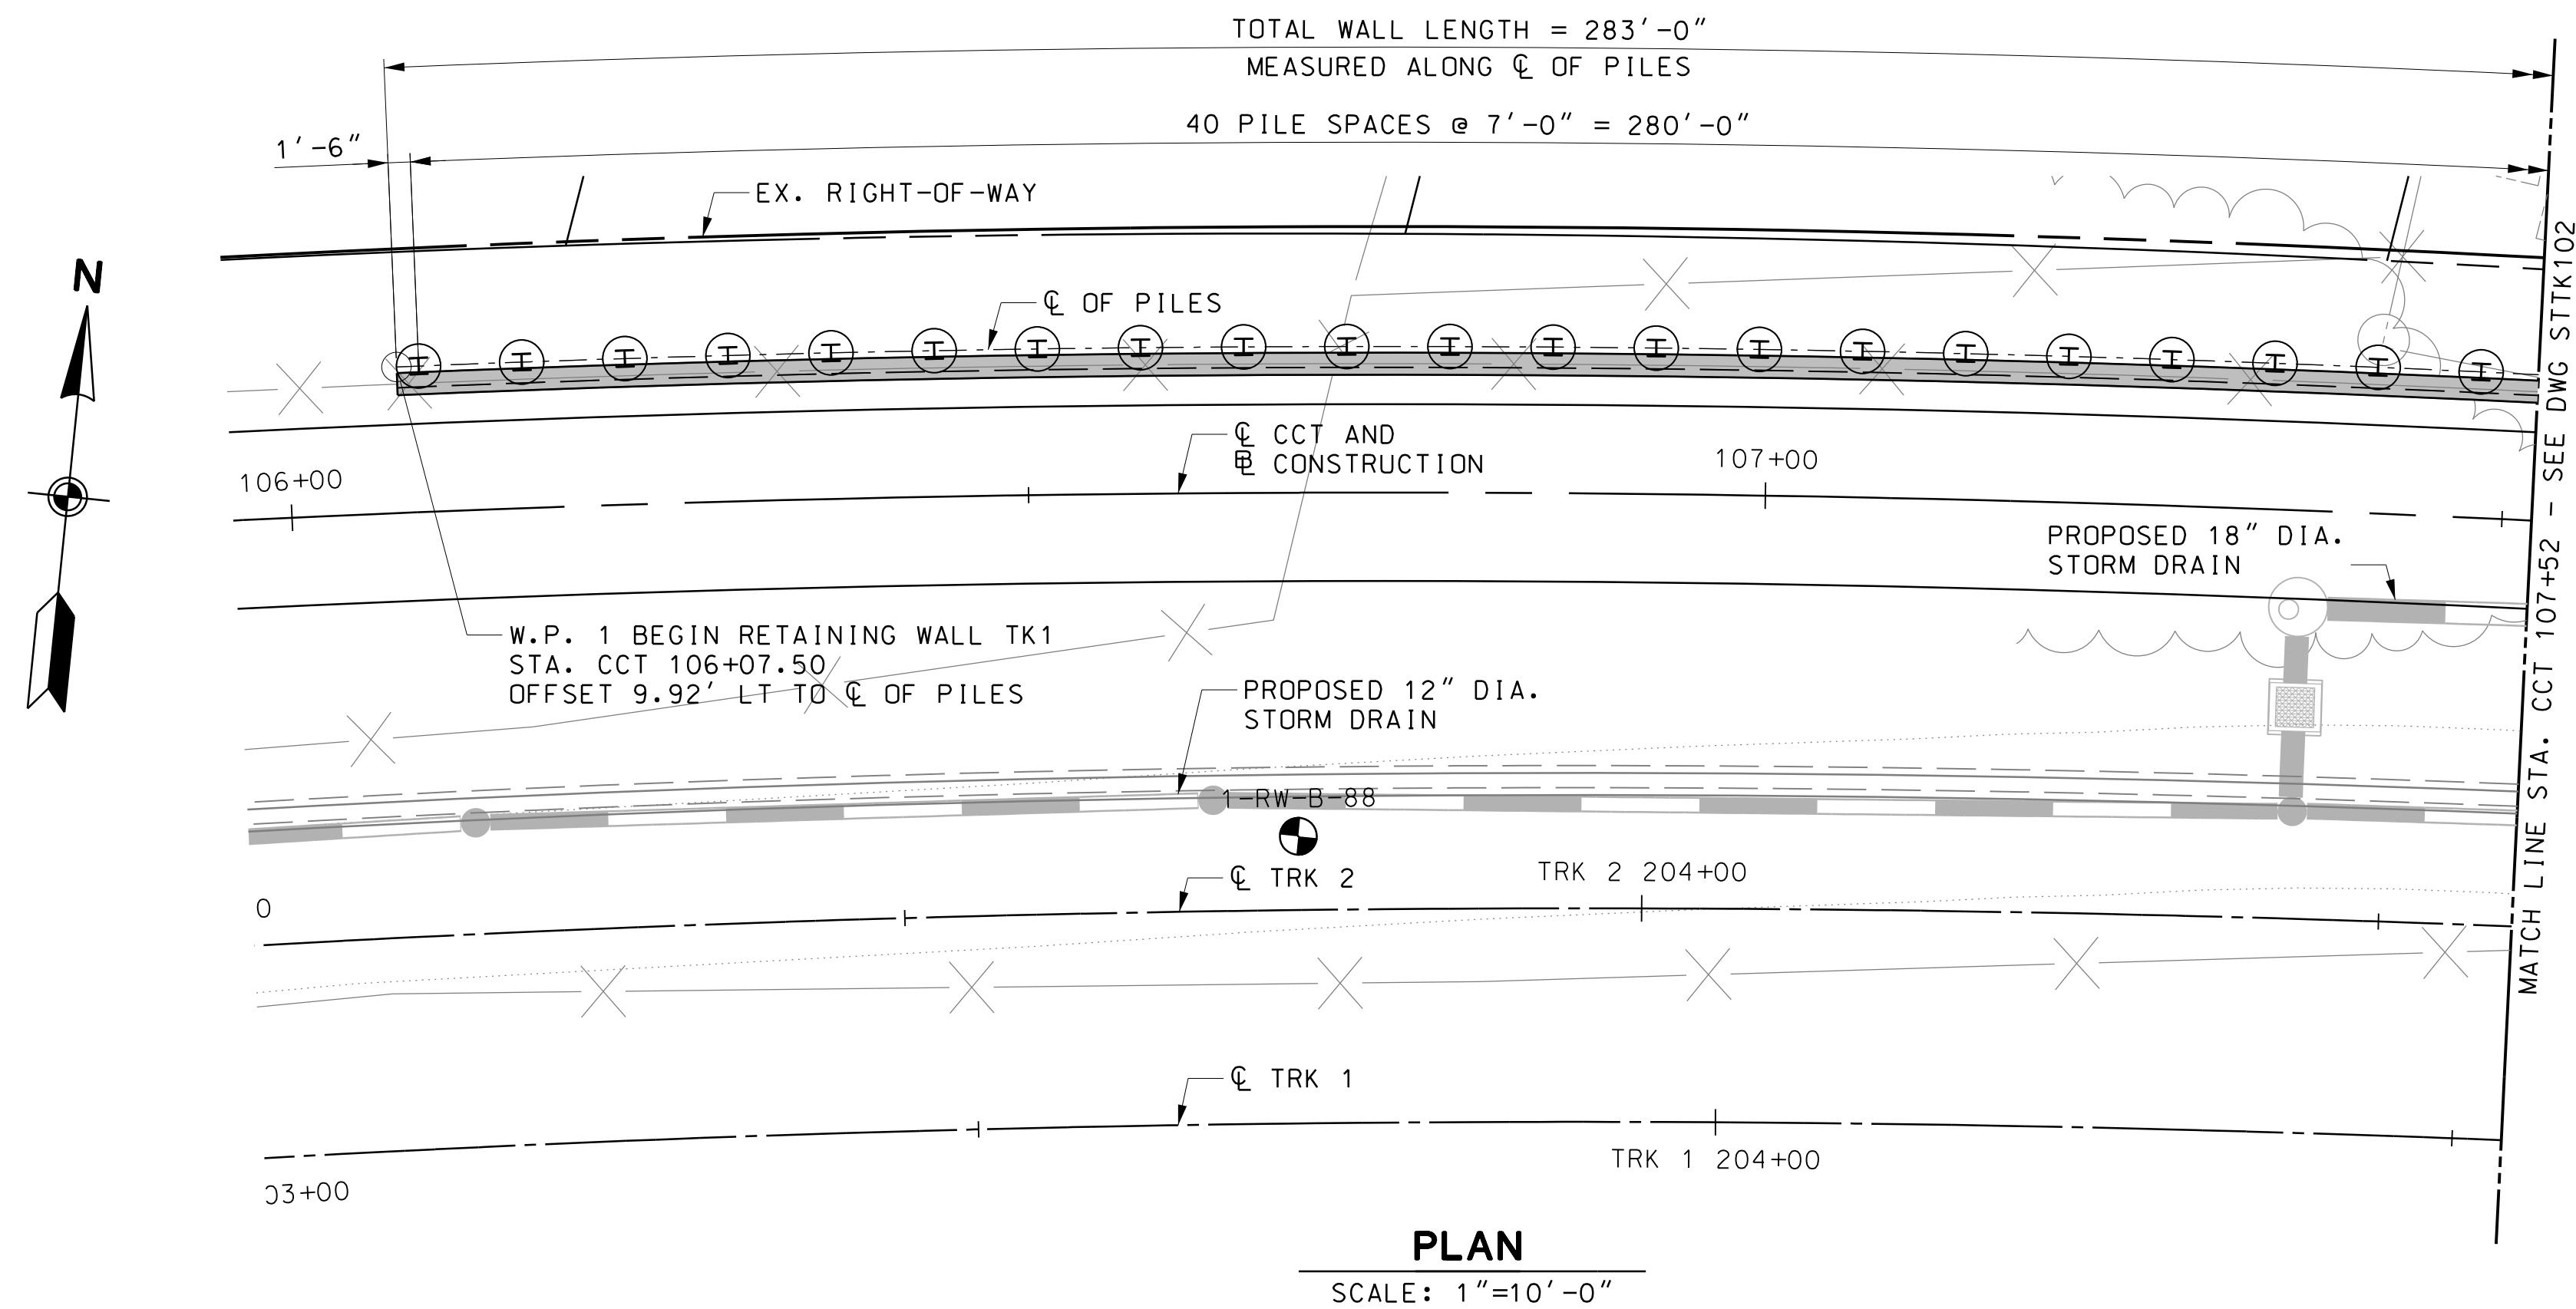 TOTAL WALL LENGTH = 283'-0"
MEASURED ALONG ℄ OF PILES
40 PILE SPACES @ 7'-0" = 280'-0"
1'-6"
EX. RIGHT-OF-WAY
N
℄ OF PILES
℄ CCT AND
BL CONSTRUCTION
106+00
107+00
PROPOSED 18" DIA.
STORM DRAIN
W.P. 1 BEGIN RETAINING WALL TK1
STA. CCT 106+07.50
OFFSET 9.92' LT TO ℄ OF PILES
PROPOSED 12" DIA.
STORM DRAIN
1-RW-B-88
℄ TRK 2
TRK 2 204+00
0
℄ TRK 1
TRK 1 204+00
03+00
MATCH LINE STA. CCT 107+52 - SEE DWG STTK102
PLAN
SCALE: 1"=10'-0"